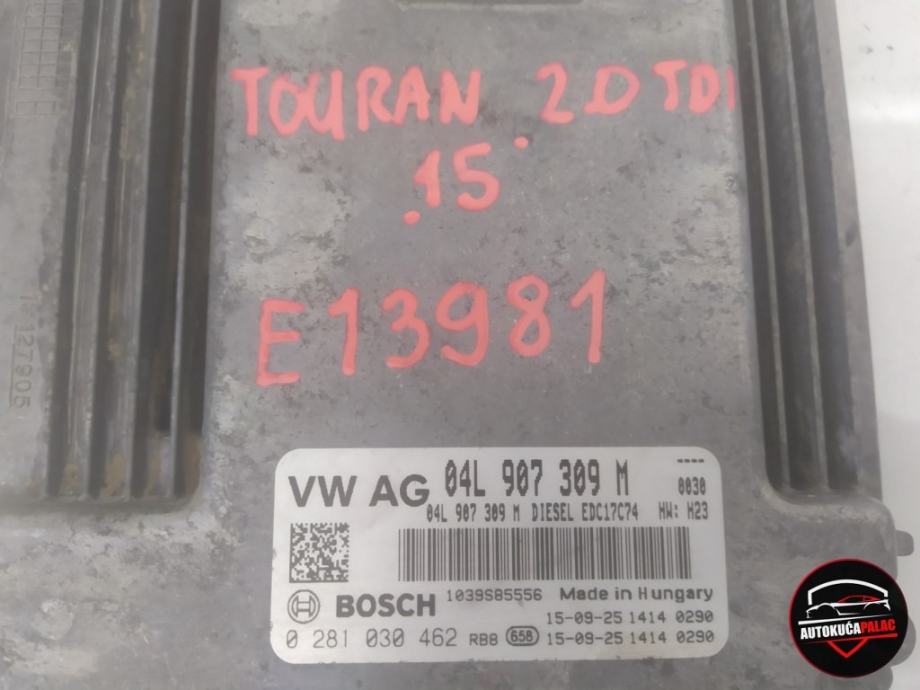 TOURAN 2.0 TDI
.15
E13981
127905
VW AG 04L 907 309 M ----
0030
04L 907 309 M DIESEL EDC17C74 HW: H23
BOSCH 1039S85556 Made in Hungary
15-09-25 1414 0290
0 281 030 462 RB8 658 15-09-25 1414 0290
AUTOKUĆA PALAC